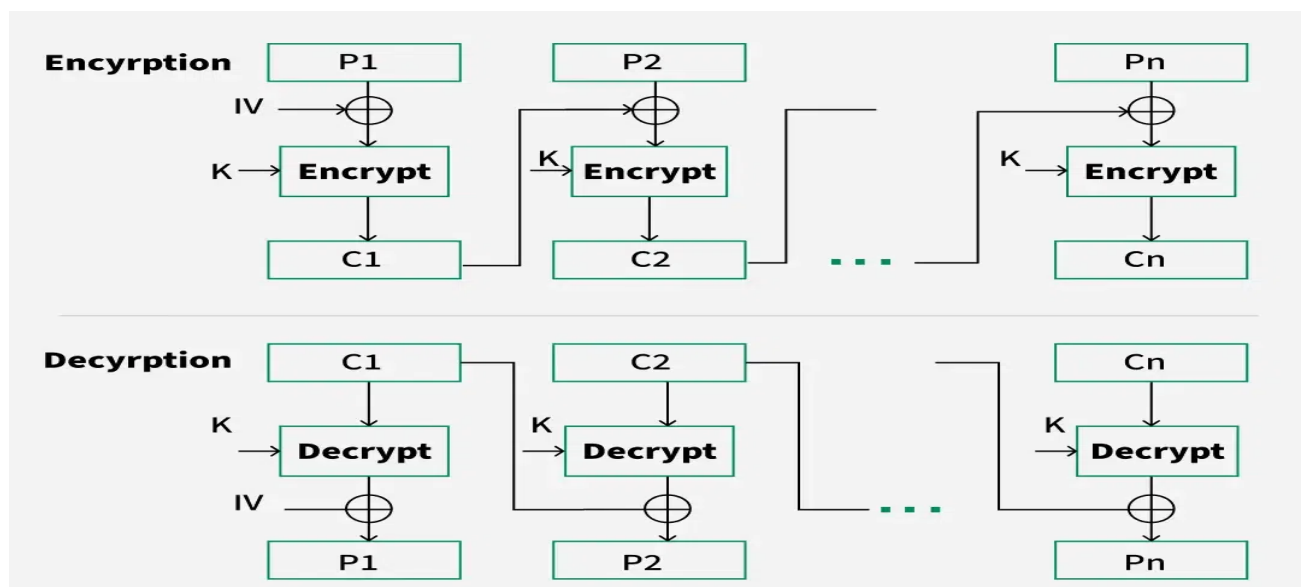 Encyrption P1 P2 Pn
IV
K Encrypt K Encrypt K Encrypt
C1 C2 ... Cn
Decyrption C1 C2 Cn
K Decrypt K Decrypt K Decrypt
IV ...
P1 P2 Pn